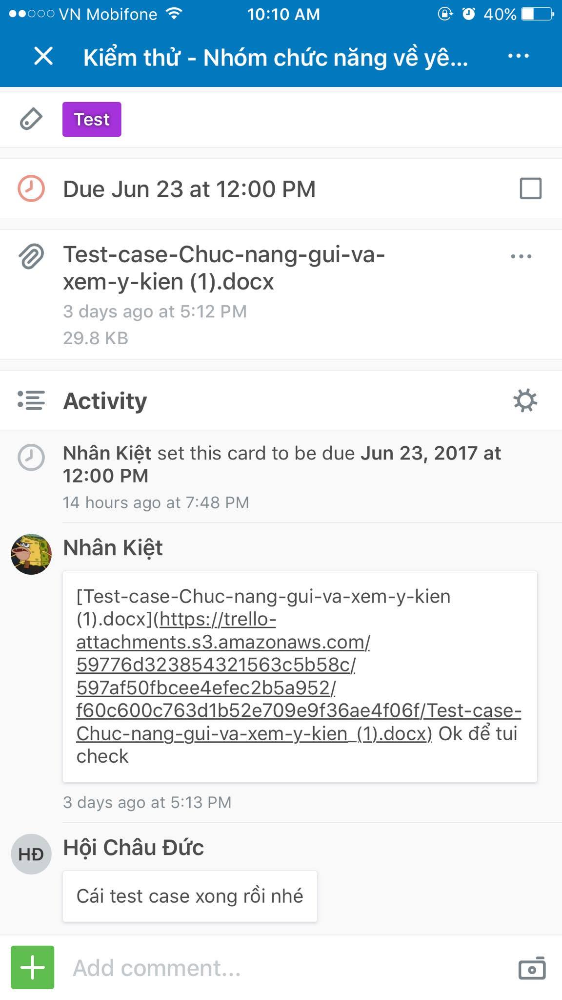 VN Mobifone 10:10 AM 40%
Kiểm thử - Nhóm chức năng về yê...
Test
Due Jun 23 at 12:00 PM
Test-case-Chuc-nang-gui-va-
xem-y-kien (1).docx
3 days ago at 5:12 PM
29.8 KB
Activity
Nhân Kiệt set this card to be due Jun 23, 2017 at
12:00 PM
14 hours ago at 7:48 PM
Nhân Kiệt
[Test-case-Chuc-nang-gui-va-xem-y-kien
(1).docx](https://trello-
attachments.s3.amazonaws.com/
59776d323854321563c5b58c/
597af50fbcee4efec2b5a952/
f60c600c763d1b52e709e9f36ae4f06f/Test-case-
Chuc-nang-gui-va-xem-y-kien_(1).docx) Ok để tui
check
3 days ago at 5:13 PM
HĐ
Hội Châu Đức
Cái test case xong rồi nhé
Add comment...